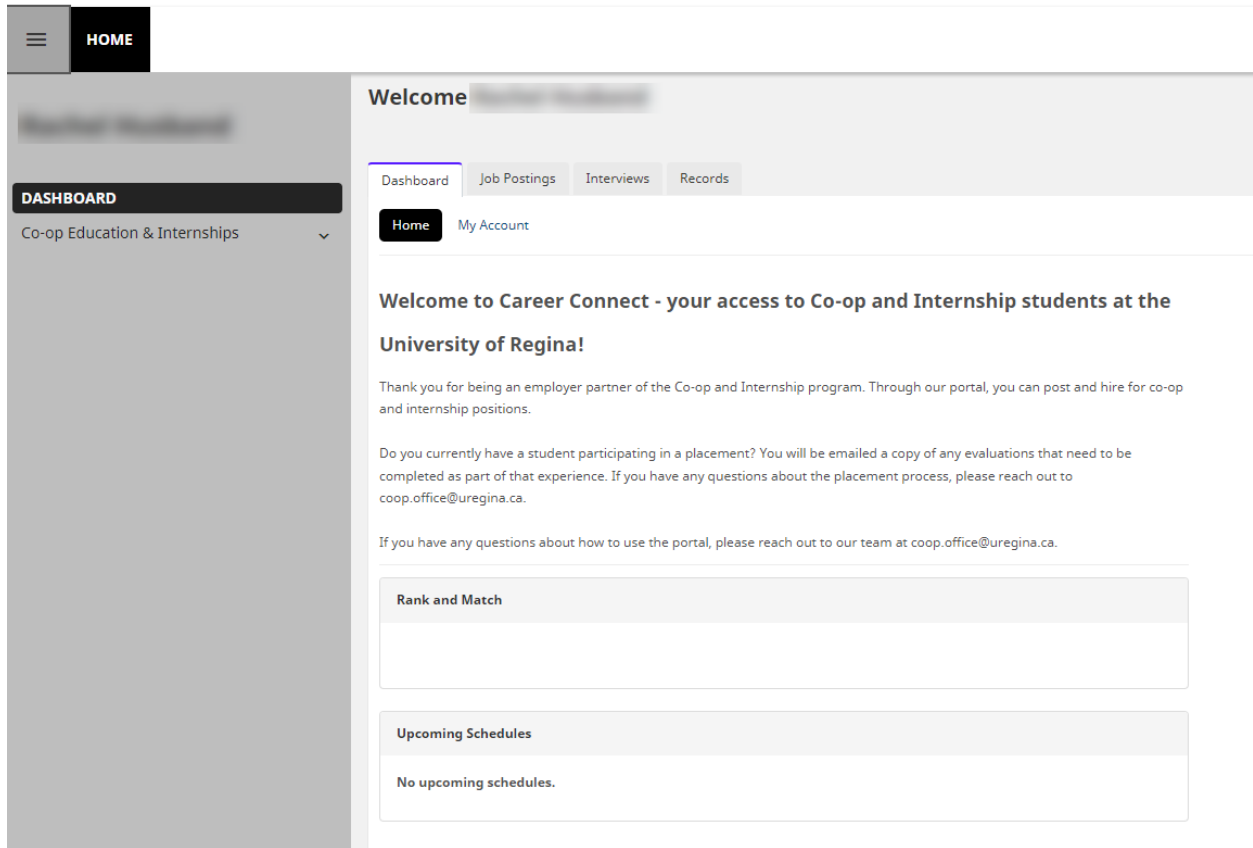 HOME
Welcome
DASHBOARD
Co-op Education & Internships
Dashboard Job Postings Interviews Records
Home My Account
Welcome to Career Connect - your access to Co-op and Internship students at the
University of Regina!
Thank you for being an employer partner of the Co-op and Internship program. Through our portal, you can post and hire for co-op
and internship positions.
Do you currently have a student participating in a placement? You will be emailed a copy of any evaluations that need to be
completed as part of that experience. If you have any questions about the placement process, please reach out to
coop.office@uregina.ca.
If you have any questions about how to use the portal, please reach out to our team at coop.office@uregina.ca.
Rank and Match
Upcoming Schedules
No upcoming schedules.